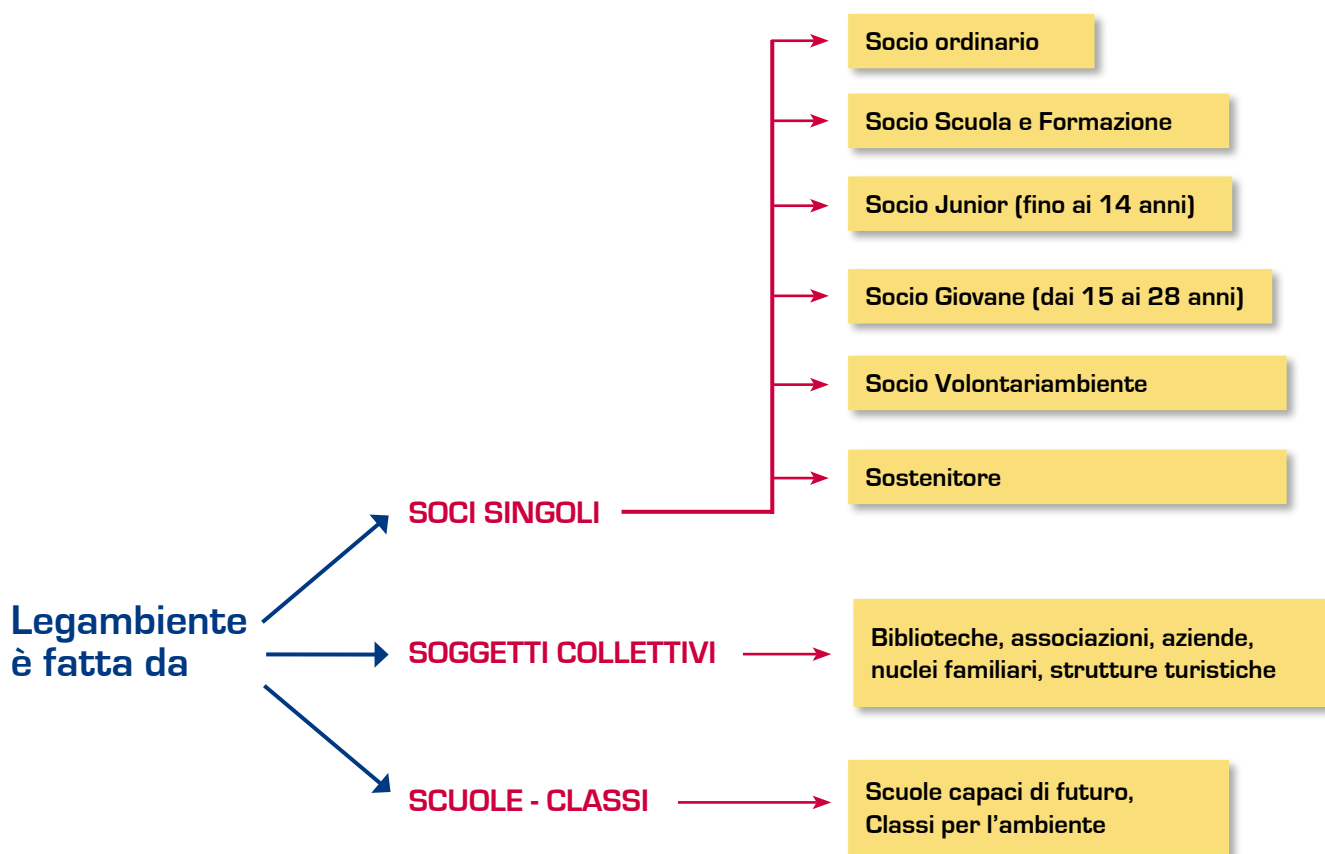 Legambiente
è fatta da
SOCI SINGOLI
Socio ordinario
Socio Scuola e Formazione
Socio Junior (fino ai 14 anni)
Socio Giovane (dai 15 ai 28 anni)
Socio Volontariambiente
Sostenitore
SOGGETTI COLLETTIVI
Biblioteche, associazioni, aziende,
nuclei familiari, strutture turistiche
SCUOLE - CLASSI
Scuole capaci di futuro,
Classi per l'ambiente